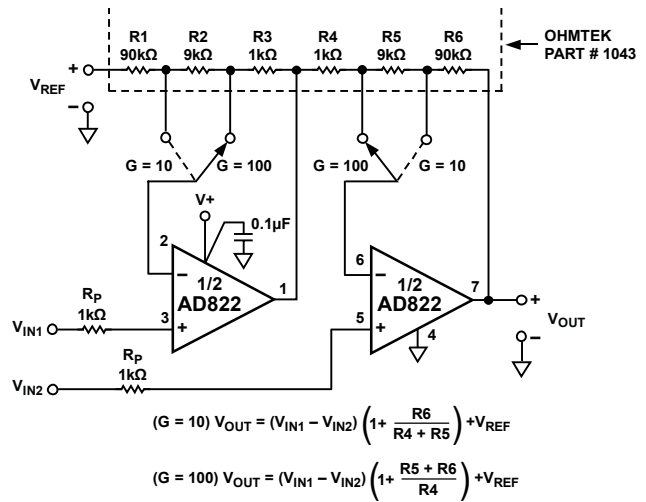 R1 R2 R3 R4 R5 R6
90kΩ 9kΩ 1kΩ 1kΩ 9kΩ 90kΩ
OHMTEK
PART # 1043
+
VREF
–
G = 10 G = 100 G = 100 G = 10
V+
0.1µF
2
–
1/2
AD822
1
3
+
6
–
1/2
AD822
7
5
+
4
+
VOUT
–
RP
1kΩ
VIN1
RP
1kΩ
VIN2
(G = 10) VOUT = (VIN1 – VIN2) (1+ R6 / R4 + R5) +VREF
(G = 100) VOUT = (VIN1 – VIN2) (1+ R5 + R6 / R4) +VREF